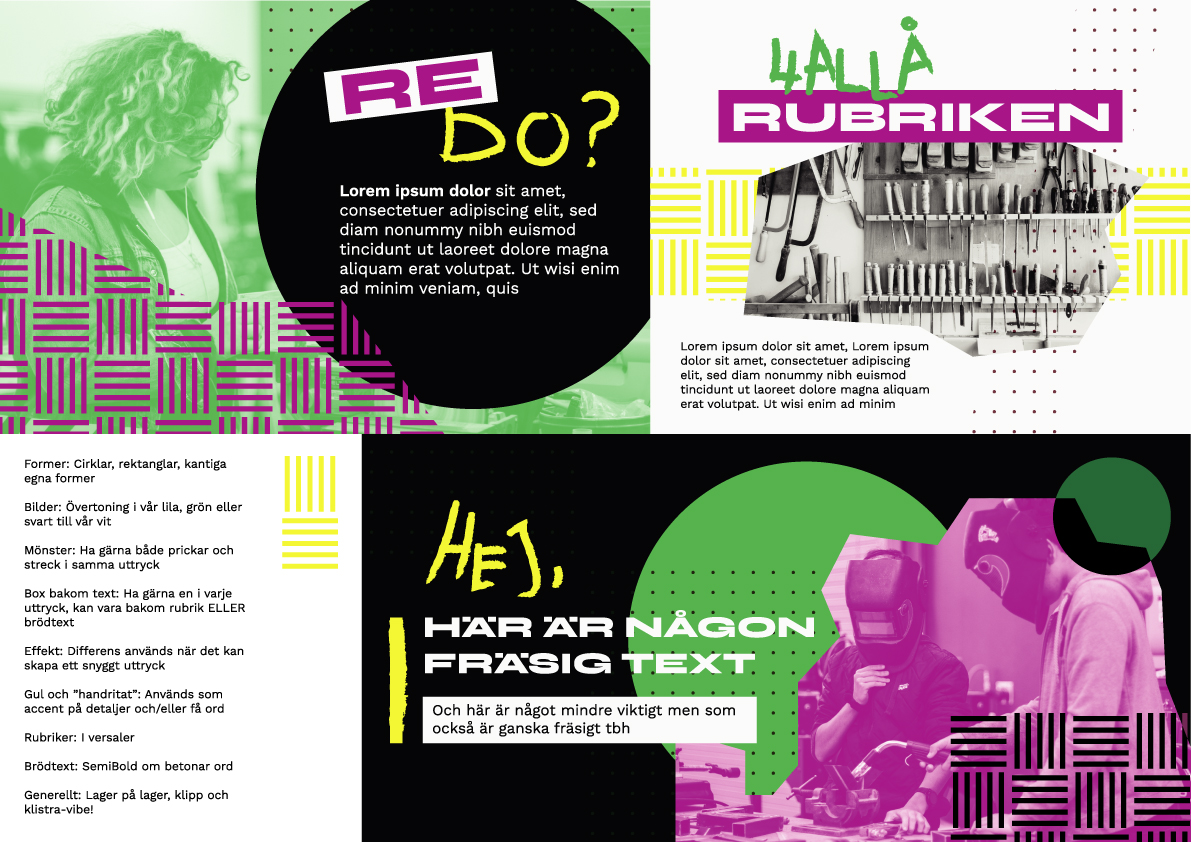 RE
DO?
Lorem ipsum dolor sit amet,
consectetuer adipiscing elit, sed
diam nonummy nibh euismod
tincidunt ut laoreet dolore magna
aliquam erat volutpat. Ut wisi enim
ad minim veniam, quis
4ALLÅ
RUBRIKEN
Lorem ipsum dolor sit amet, Lorem ipsum
dolor sit amet, consectetuer adipiscing
elit, sed diam nonummy nibh euismod
tincidunt ut laoreet dolore magna aliquam
erat volutpat. Ut wisi enim ad minim
Former: Cirklar, rektanglar, kantiga
egna former
Bilder: Övertoning i vår lila, grön eller
svart till vår vit
Mönster: Ha gärna både prickar och
streck i samma uttryck
Box bakom text: Ha gärna en i varje
uttryck, kan vara bakom rubrik ELLER
brödtext
Effekt: Differens används när det kan
skapa ett snyggt uttryck
Gul och ”handritat”: Används som
accent på detaljer och/eller få ord
Rubriker: I versaler
Brödtext: SemiBold om betonar ord
Generellt: Lager på lager, klipp och
klistra-vibe!
HEJ,
HÄR ÄR NÅGON
FRÄSIG TEXT
Och här är något mindre viktigt men som
också är ganska fräsigt tbh